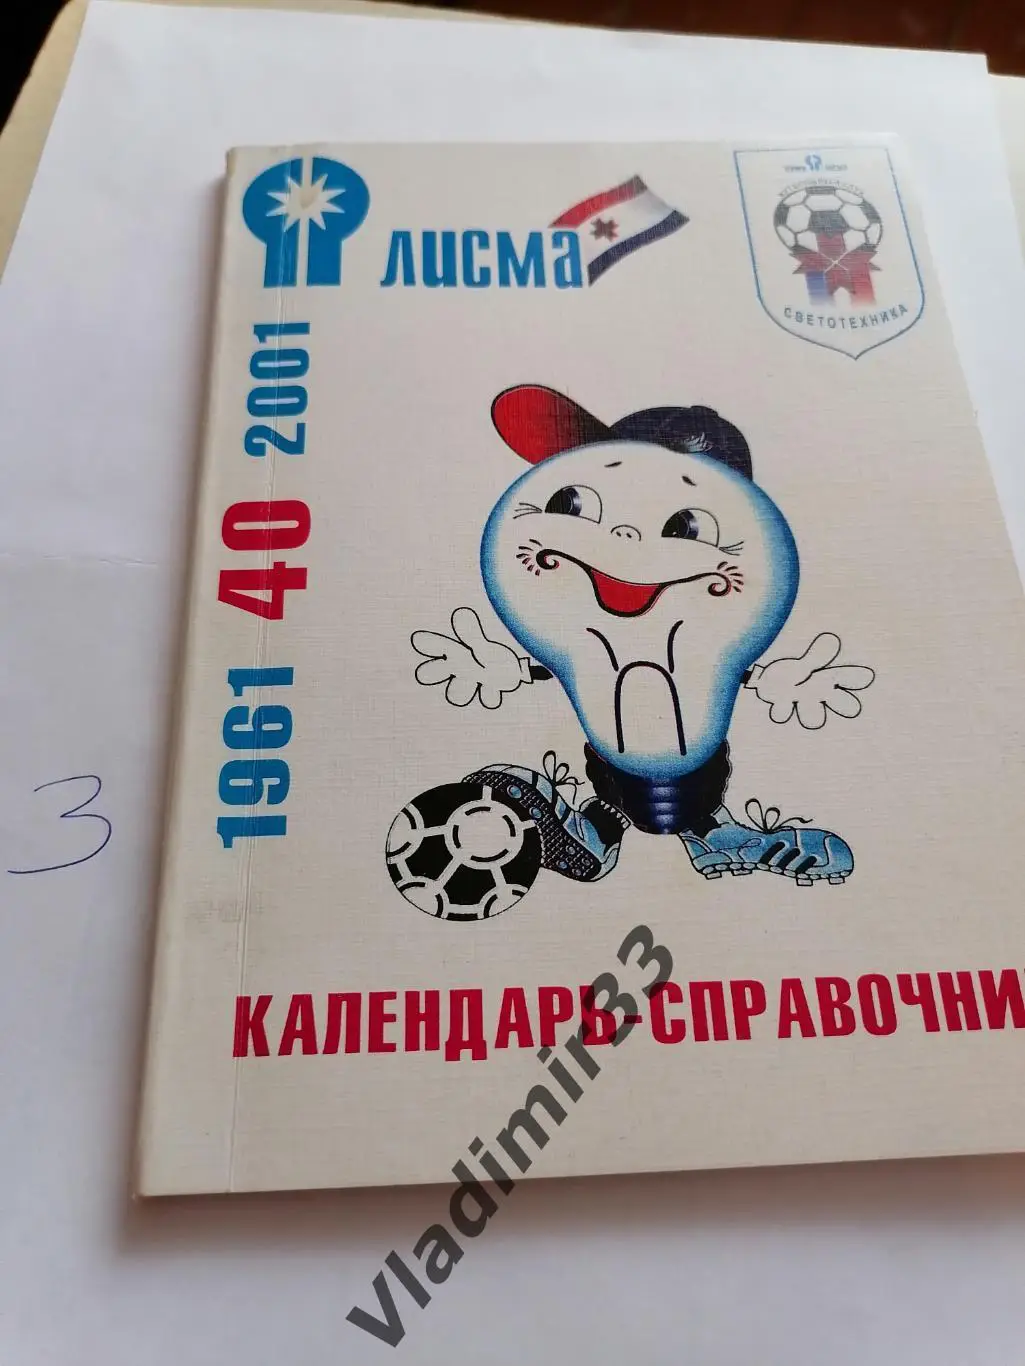 лисма
СВЕТОТЕХНИКА
1961 40 2001
3
КАЛЕНДАРЬ-СПРАВОЧНИ
Vladimir33